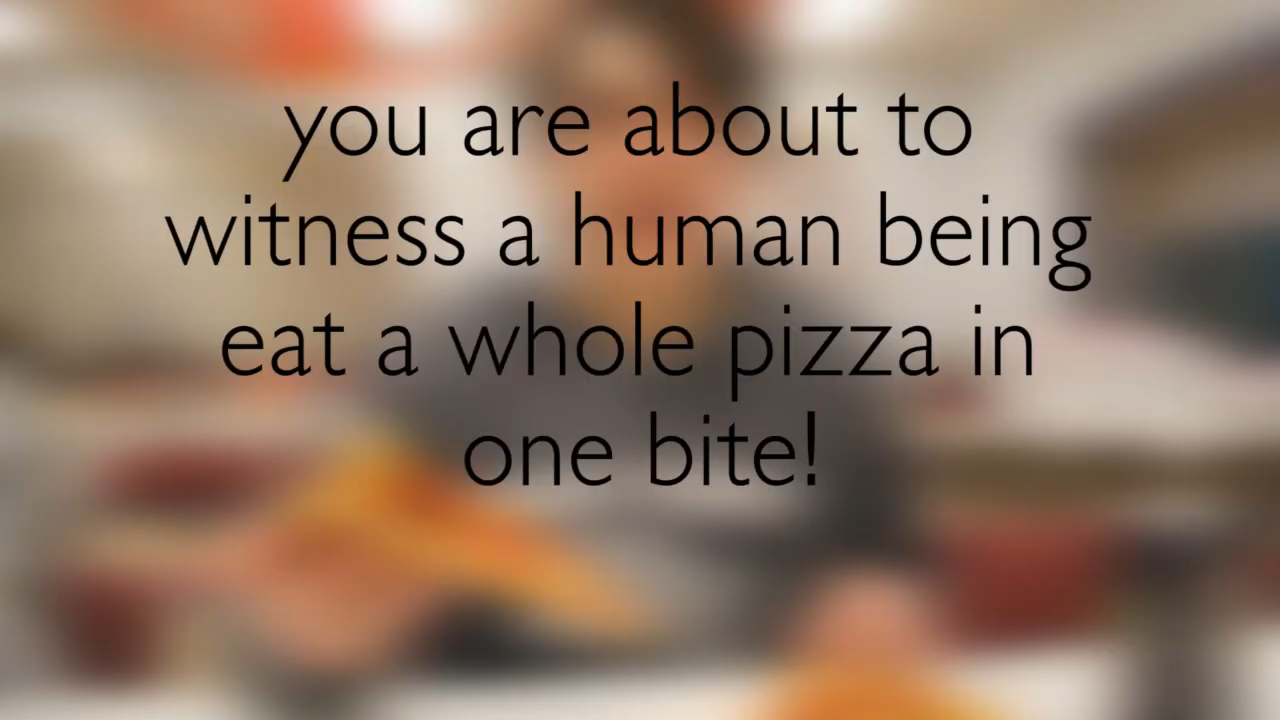 you are about to
witness a human being
eat a whole pizza in
one bite!